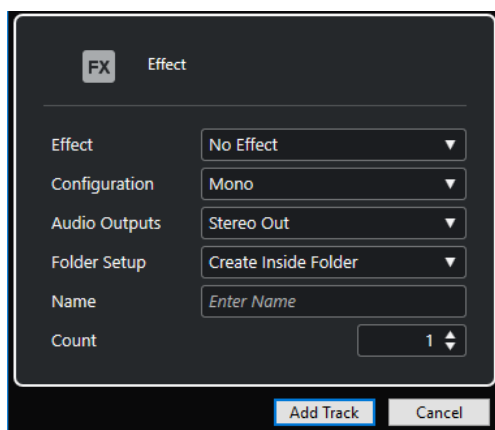 FX Effect
Effect No Effect
Configuration Mono
Audio Outputs Stereo Out
Folder Setup Create Inside Folder
Name Enter Name
Count 1
Add Track Cancel